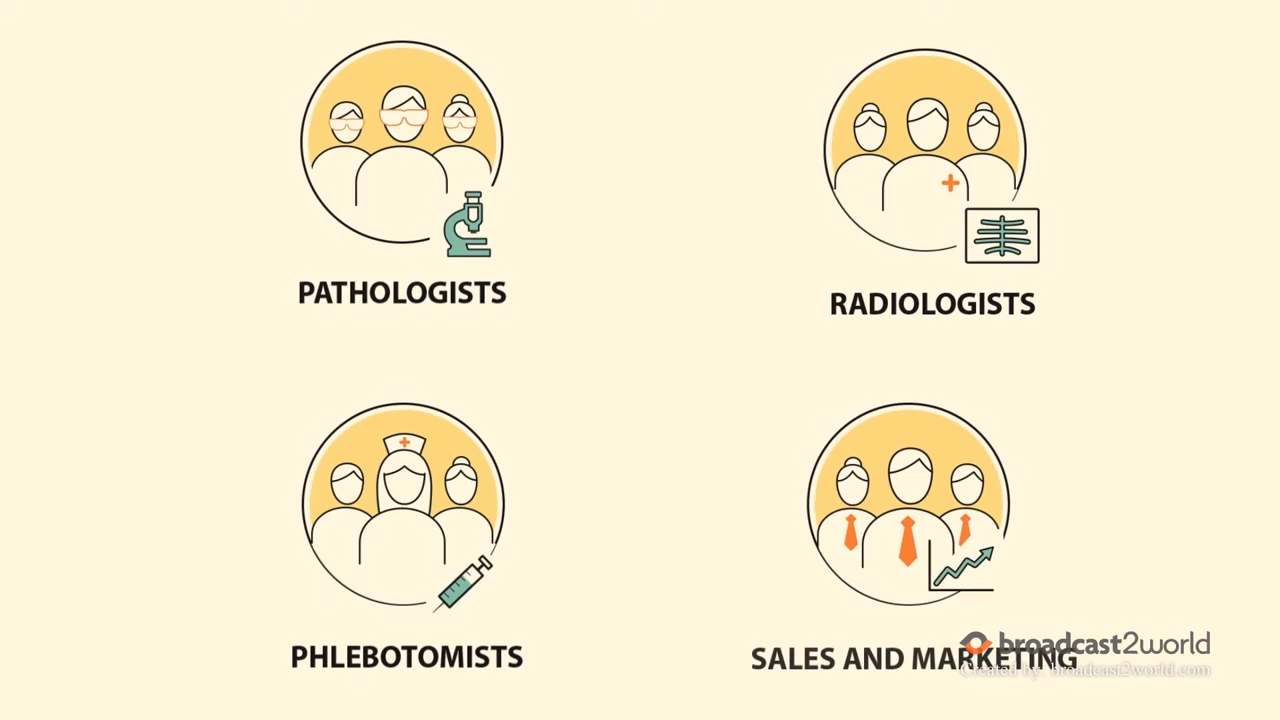 PATHOLOGISTS
RADIOLOGISTS
PHLEBOTOMISTS
SALES AND MARKETING
broadcast2world
Created by: broadcast2world.com